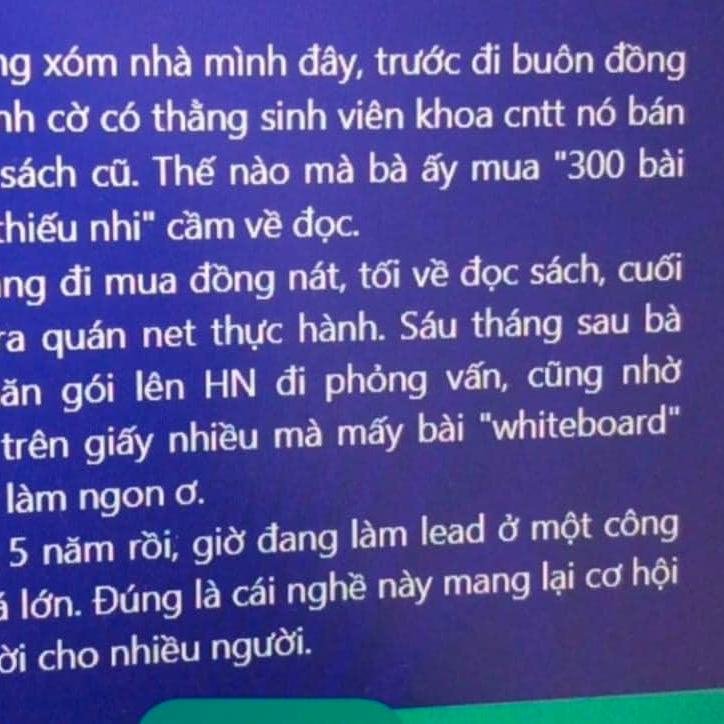 ng xóm nhà mình đây, trước đi buôn đồng
nh cờ có thằng sinh viên khoa cntt nó bán
sách cũ. Thế nào mà bà ấy mua "300 bài
thiếu nhi" cầm về đọc.
ng đi mua đồng nát, tối về đọc sách, cuối
ra quán net thực hành. Sáu tháng sau bà
ăn gói lên HN đi phỏng vấn, cũng nhờ
trên giấy nhiều mà mấy bài "whiteboard"
làm ngon ơ.
5 năm rồi, giờ đang làm lead ở một công
á lớn. Đúng là cái nghề này mang lại cơ hội
ời cho nhiều người.